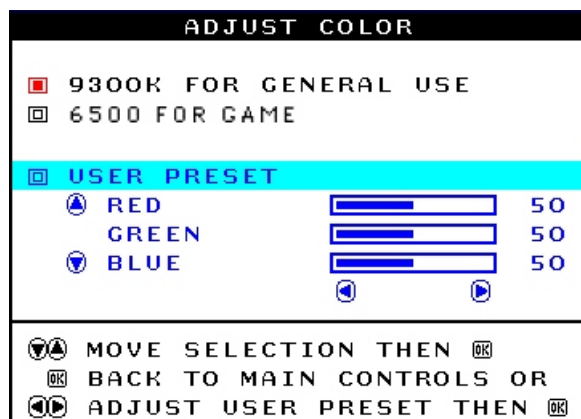 ADJUST COLOR
9300K FOR GENERAL USE
6500 FOR GAME
USER PRESET
RED 50
GREEN 50
BLUE 50
MOVE SELECTION THEN OK
OK BACK TO MAIN CONTROLS OR
ADJUST USER PRESET THEN OK